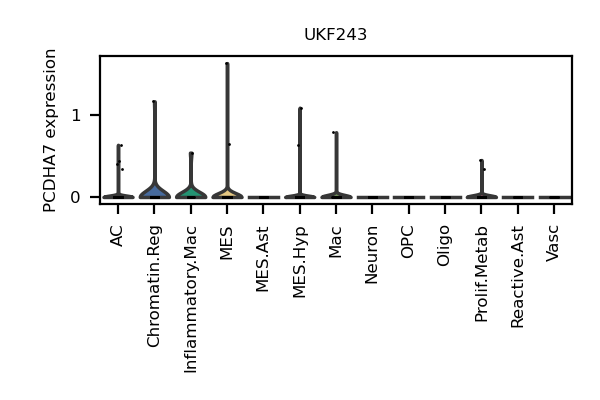 UKF243
PCDHA7 expression
1
0
AC
Chromatin.Reg
Inflammatory.Mac
MES
MES.Ast
MES.Hyp
Mac
Neuron
OPC
Oligo
Prolif.Metab
Reactive.Ast
Vasc